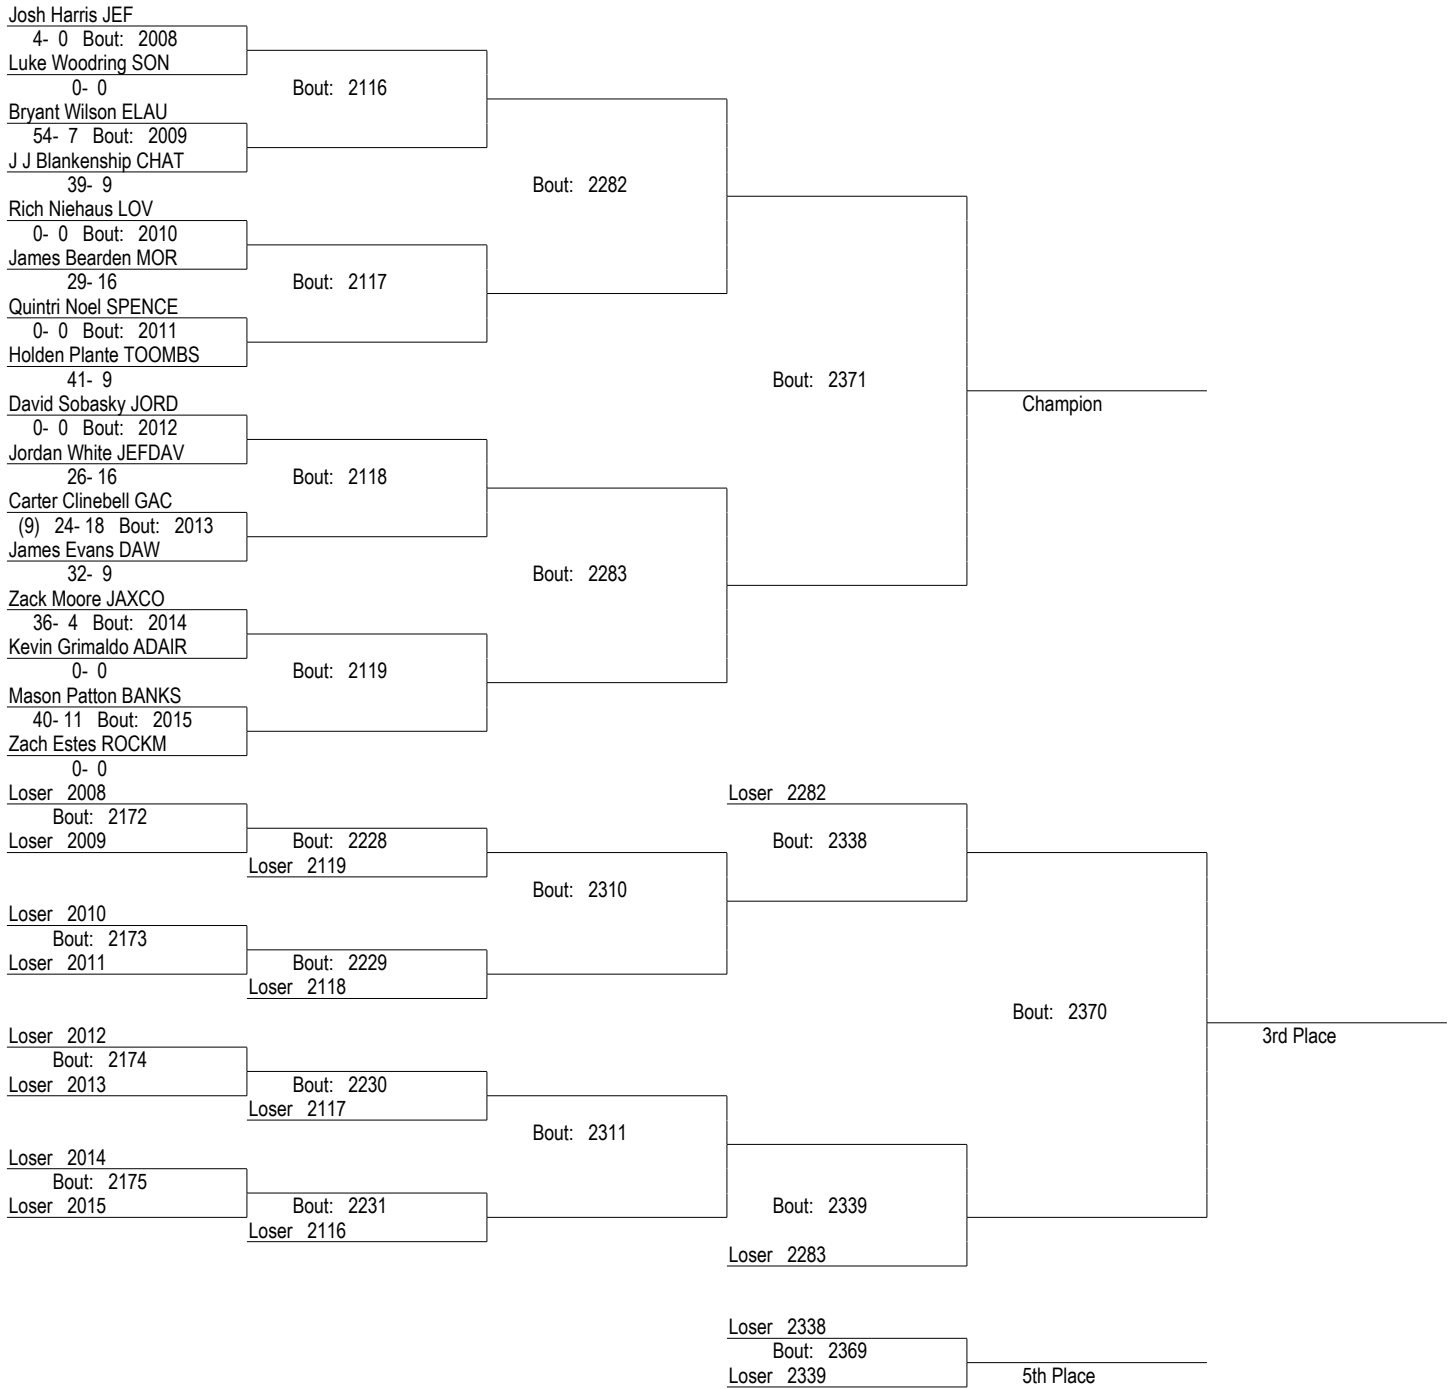 Josh Harris JEF
4- 0 Bout: 2008
Luke Woodring SON
0- 0
Bout: 2116
Bryant Wilson ELAU
54- 7 Bout: 2009
J J Blankenship CHAT
39- 9
Bout: 2282
Rich Niehaus LOV
0- 0 Bout: 2010
James Bearden MOR
29- 16
Bout: 2117
Quintri Noel SPENCE
0- 0 Bout: 2011
Holden Plante TOOMBS
41- 9
Bout: 2371
David Sobasky JORD
Champion
0- 0 Bout: 2012
Jordan White JEFDAV
26- 16
Bout: 2118
Carter Clinebell GAC
(9) 24- 18 Bout: 2013
James Evans DAW
32- 9
Bout: 2283
Zack Moore JAXCO
36- 4 Bout: 2014
Kevin Grimaldo ADAIR
0- 0
Bout: 2119
Mason Patton BANKS
40- 11 Bout: 2015
Zach Estes ROCKM
0- 0
Loser 2008
Loser 2282
Bout: 2172
Loser 2009
Bout: 2228
Bout: 2338
Loser 2119
Bout: 2310
Loser 2010
Bout: 2173
Loser 2011
Bout: 2229
Loser 2118
Bout: 2370
Loser 2012
3rd Place
Bout: 2174
Loser 2013
Bout: 2230
Loser 2117
Bout: 2311
Loser 2014
Bout: 2175
Loser 2015
Bout: 2231
Bout: 2339
Loser 2116
Loser 2283
Loser 2338
Bout: 2369
Loser 2339
5th Place